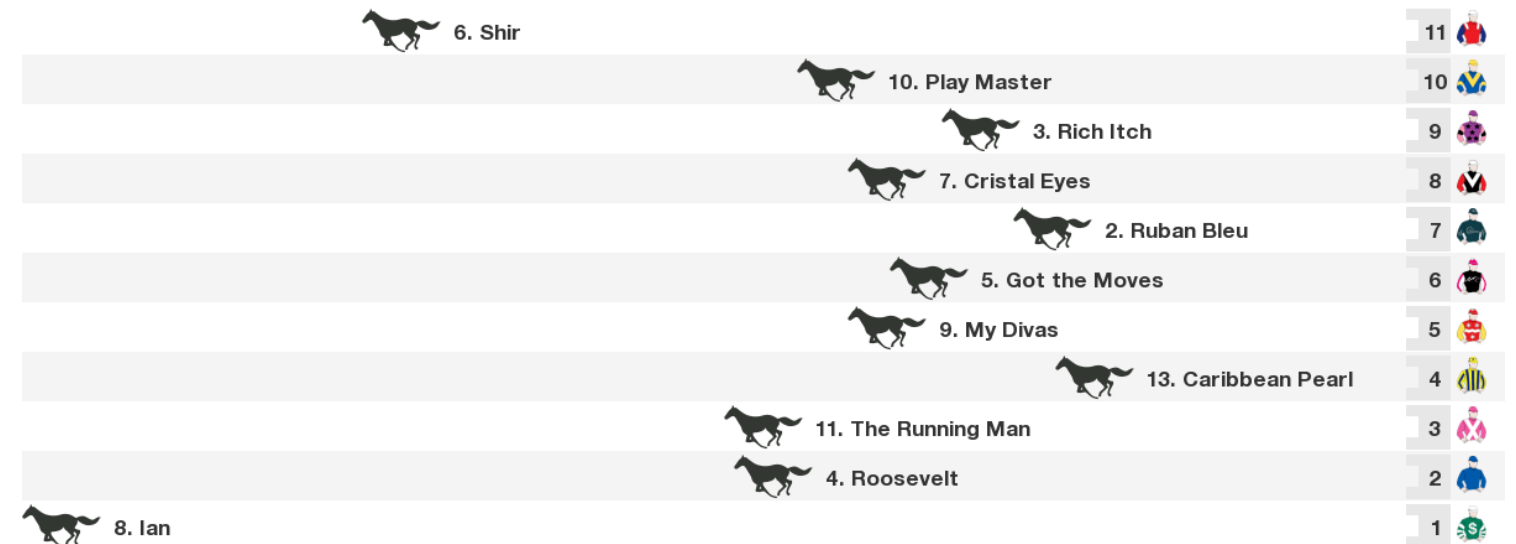 6. Shir 11
10. Play Master 10
3. Rich Itch 9
7. Cristal Eyes 8
2. Ruban Bleu 7
5. Got the Moves 6
9. My Divas 5
13. Caribbean Pearl 4
11. The Running Man 3
4. Roosevelt 2
8. Ian 1
$